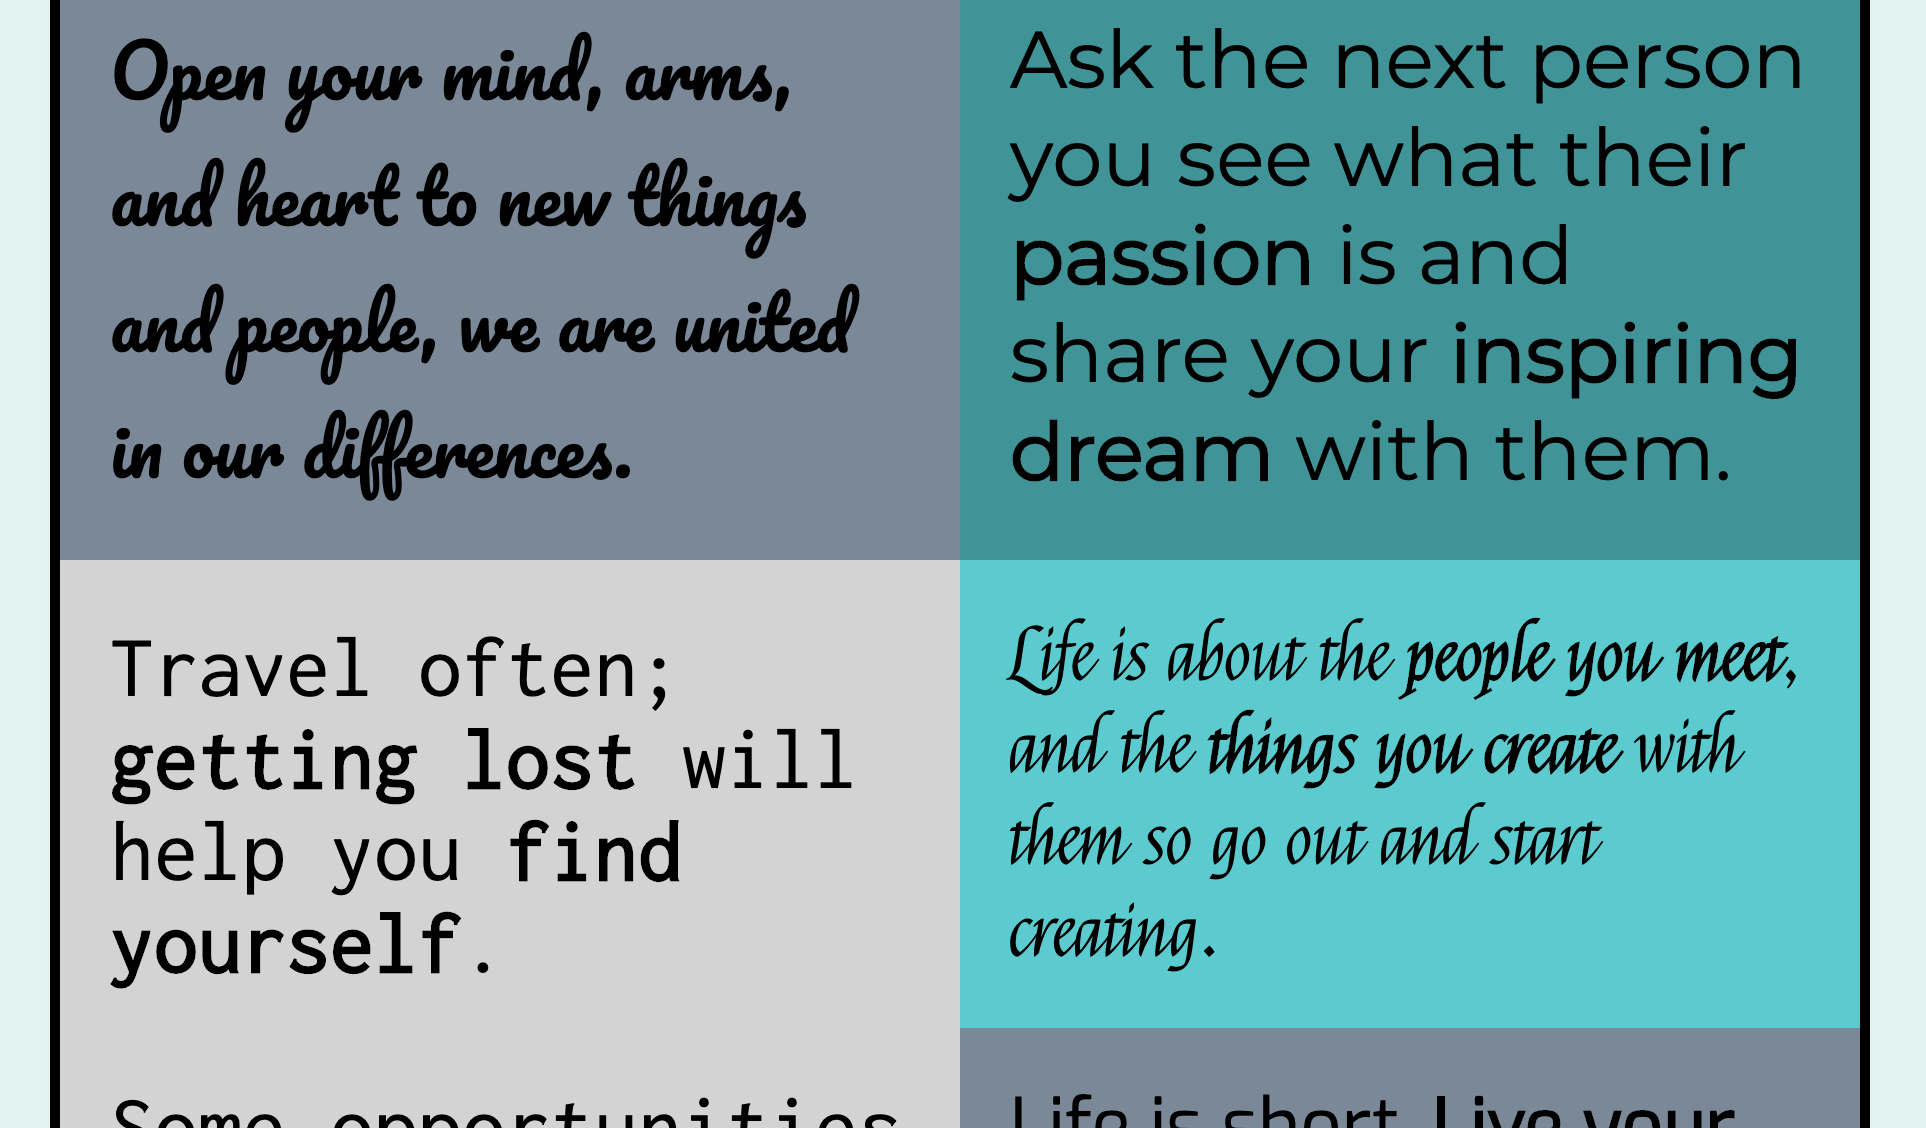 Open your mind, arms,
and heart to new things
and people, we are united
in our differences.
Ask the next person
you see what their
passion is and
share your inspiring
dream with them.
Travel often;
getting lost will
help you find
yourself.
Life is about the people you meet,
and the things you create with
them so go out and start
creating.
Some opportunities
Life is short. Live your